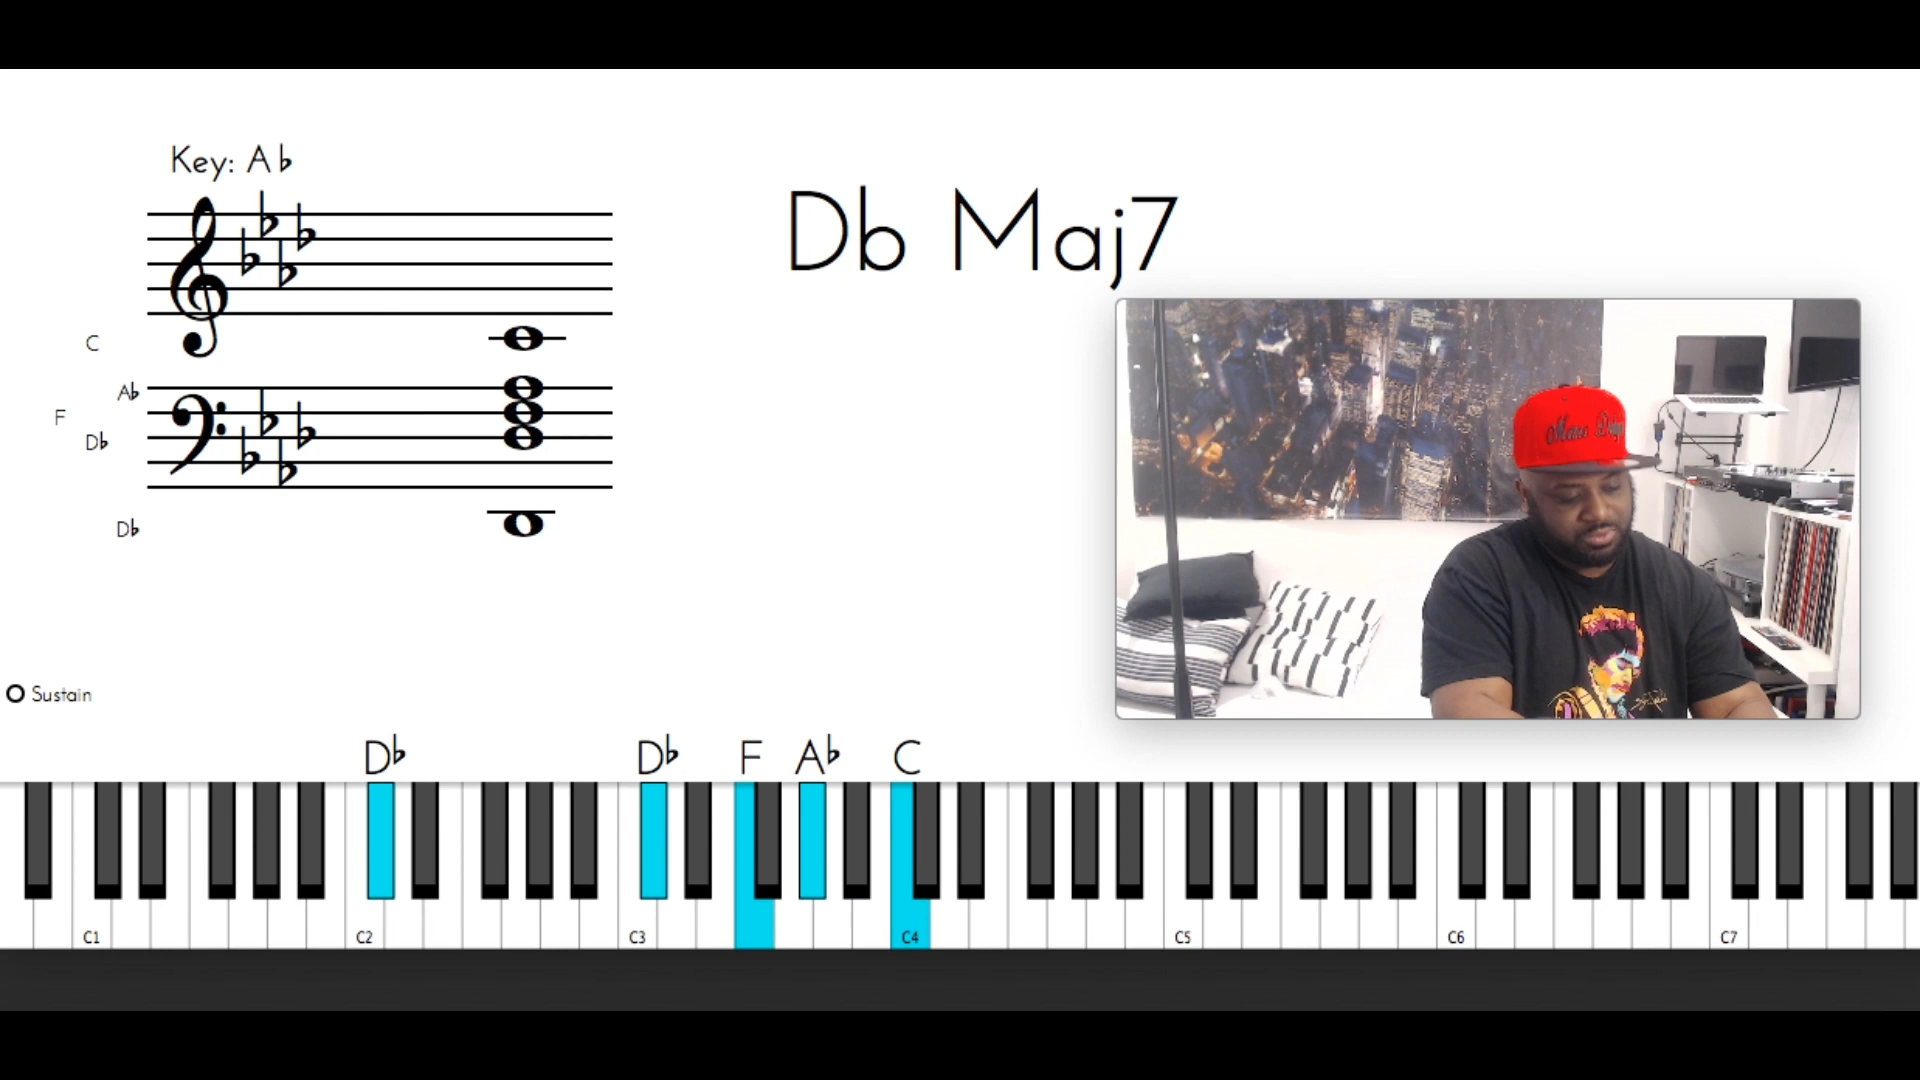 Key: A♭
Db Maj7
C
A♭
F
D♭
D♭
Sustain
D♭ D♭ F A♭ C
C1 C2 C3 C4 C5 C6 C7